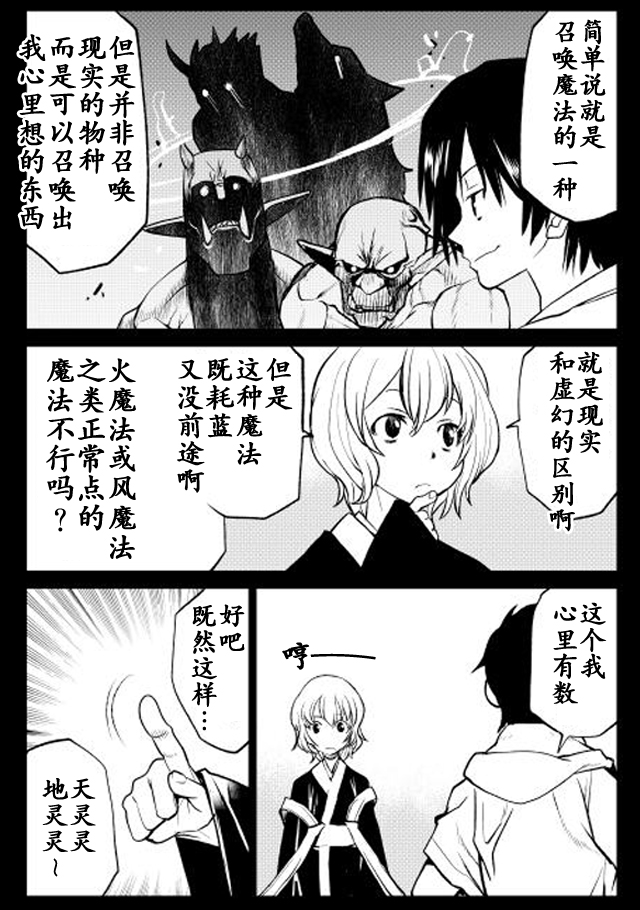 简单说就是
召唤魔法的一种
但是并非召唤
现实的物种
而是可以召唤出
我心里想的东西
就是现实
和虚幻的区别啊
但是
这种魔法
既耗蓝
又没前途啊
火魔法或风魔法
之类正常点的
魔法不行吗？
这个我
心里有数
哼——
好吧
既然这样…
天灵灵
地灵灵~